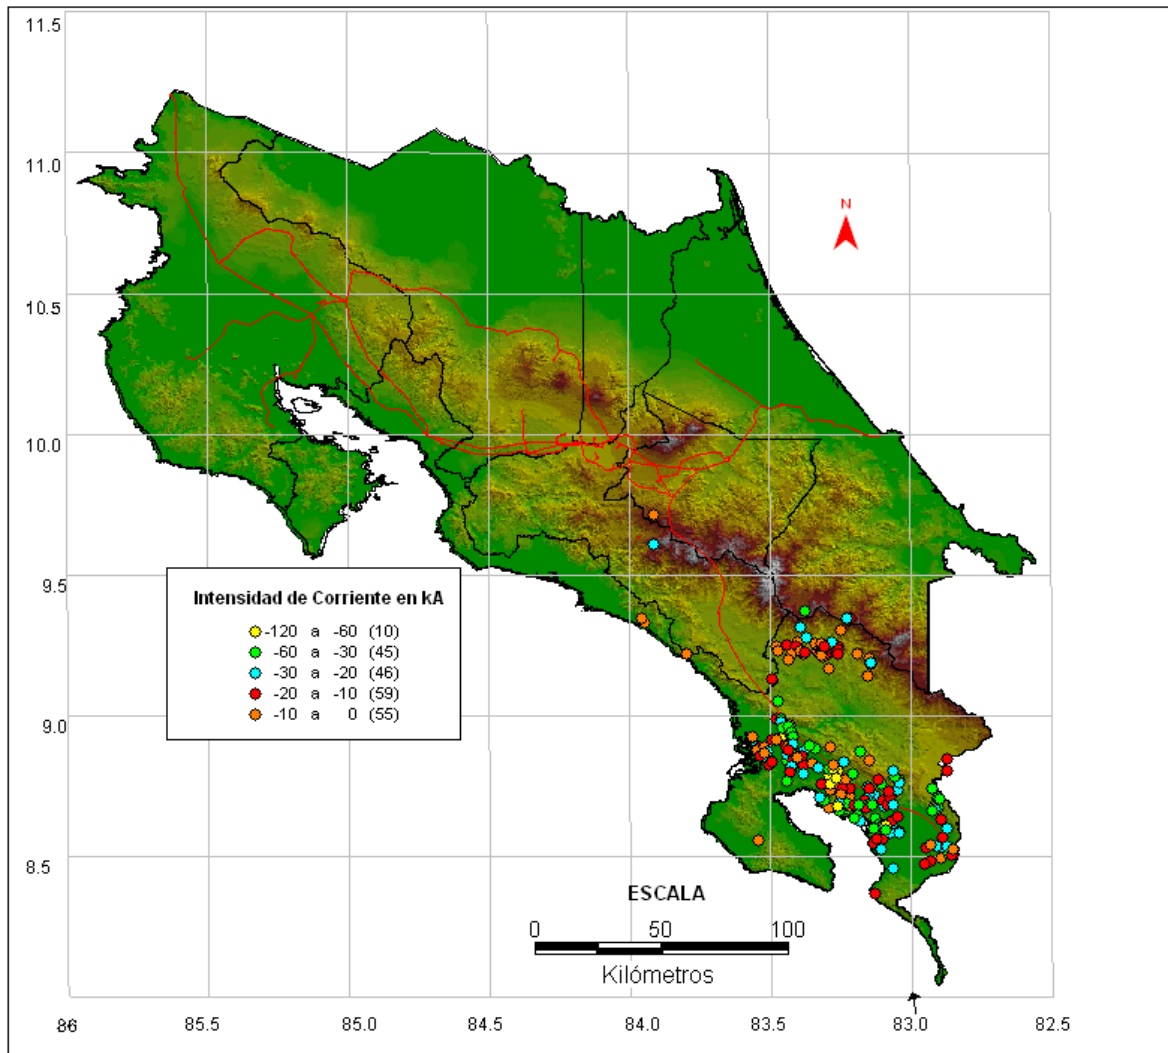 11.5
11.0
N
10.5
10.0
9.5
Intensidad de Corriente en kA
-120 a -60 (10)
-60 a -30 (45)
-30 a -20 (46)
-20 a -10 (59)
-10 a 0 (55)
9.0
8.5
ESCALA
0 50 100
Kilómetros
86 85.5 85.0 84.5 84.0 83.5 83.0 82.5